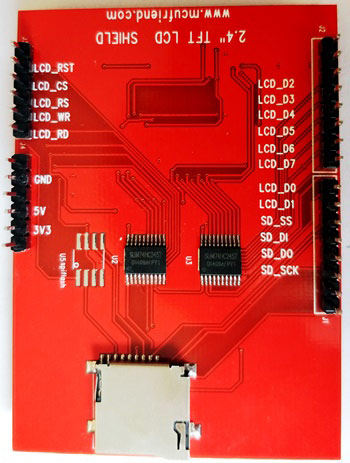 www.mcufriend.com
2.4" TFT LCD SHIELD
LCD_RST
LCD_CS
LCD_RS
LCD_WR
LCD_RD
GND
5V
3V3
LCD_D2
LCD_D3
LCD_D4
LCD_D5
LCD_D6
LCD_D7
LCD_D0
LCD_D1
SD_SS
SD_DI
SD_DO
SD_SCK
U2
U3